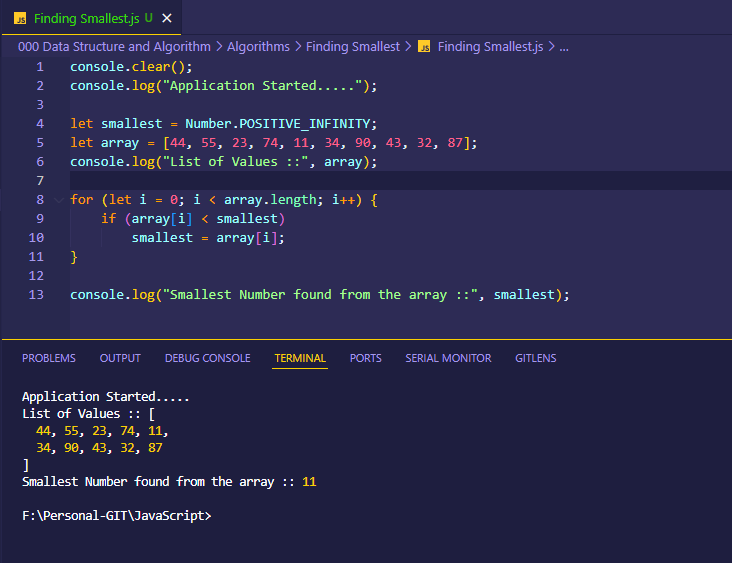 JS Finding Smallest.js U ×
000 Data Structure and Algorithm > Algorithms > Finding Smallest > JS Finding Smallest.js > ...
1 console.clear();
2 console.log("Application Started.....");
3
4 let smallest = Number.POSITIVE_INFINITY;
5 let array = [44, 55, 23, 74, 11, 34, 90, 43, 32, 87];
6 console.log("List of Values ::", array);
7
8 for (let i = 0; i < array.length; i++) {
9     if (array[i] < smallest)
10         smallest = array[i];
11 }
12
13 console.log("Smallest Number found from the array ::", smallest);
PROBLEMS OUTPUT DEBUG CONSOLE TERMINAL PORTS SERIAL MONITOR GITLENS
Application Started.....
List of Values :: [
  44, 55, 23, 74, 11,
  34, 90, 43, 32, 87
]
Smallest Number found from the array :: 11
F:\Personal-GIT\JavaScript>